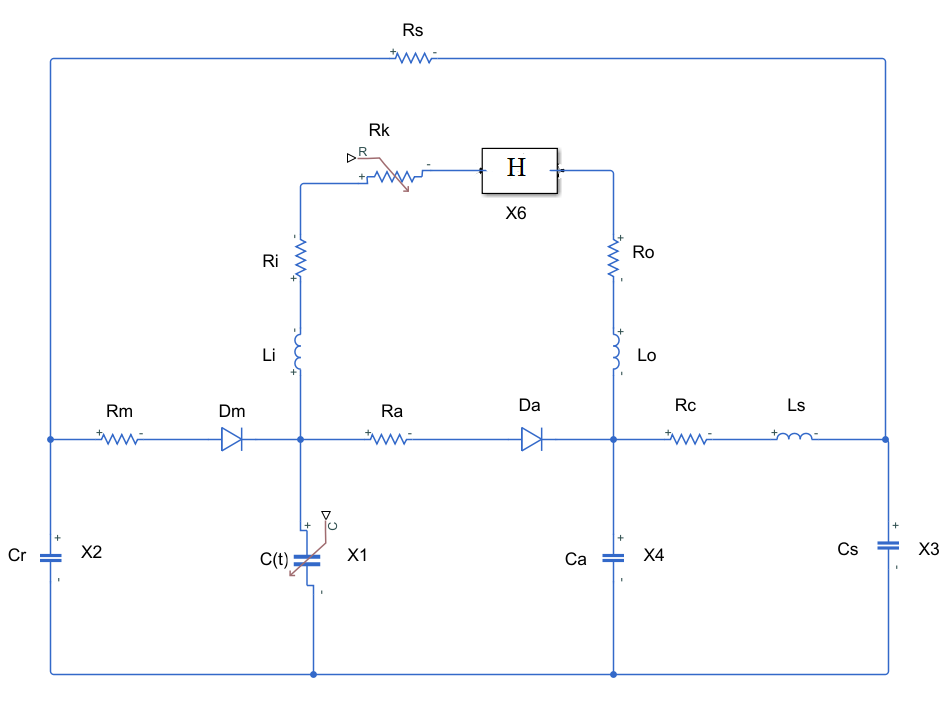 Rs
+ -
Rk
R
+ -
H
X6
-
Ri
+
+
Ro
-
-
Li
+
+
Lo
-
Rm
+ -
Dm
Ra
+ -
Da
Rc
+ -
Ls
+ -
+
Cr
X2
-
+
C
C(t)
X1
-
+
Ca
X4
-
+
Cs
X3
-